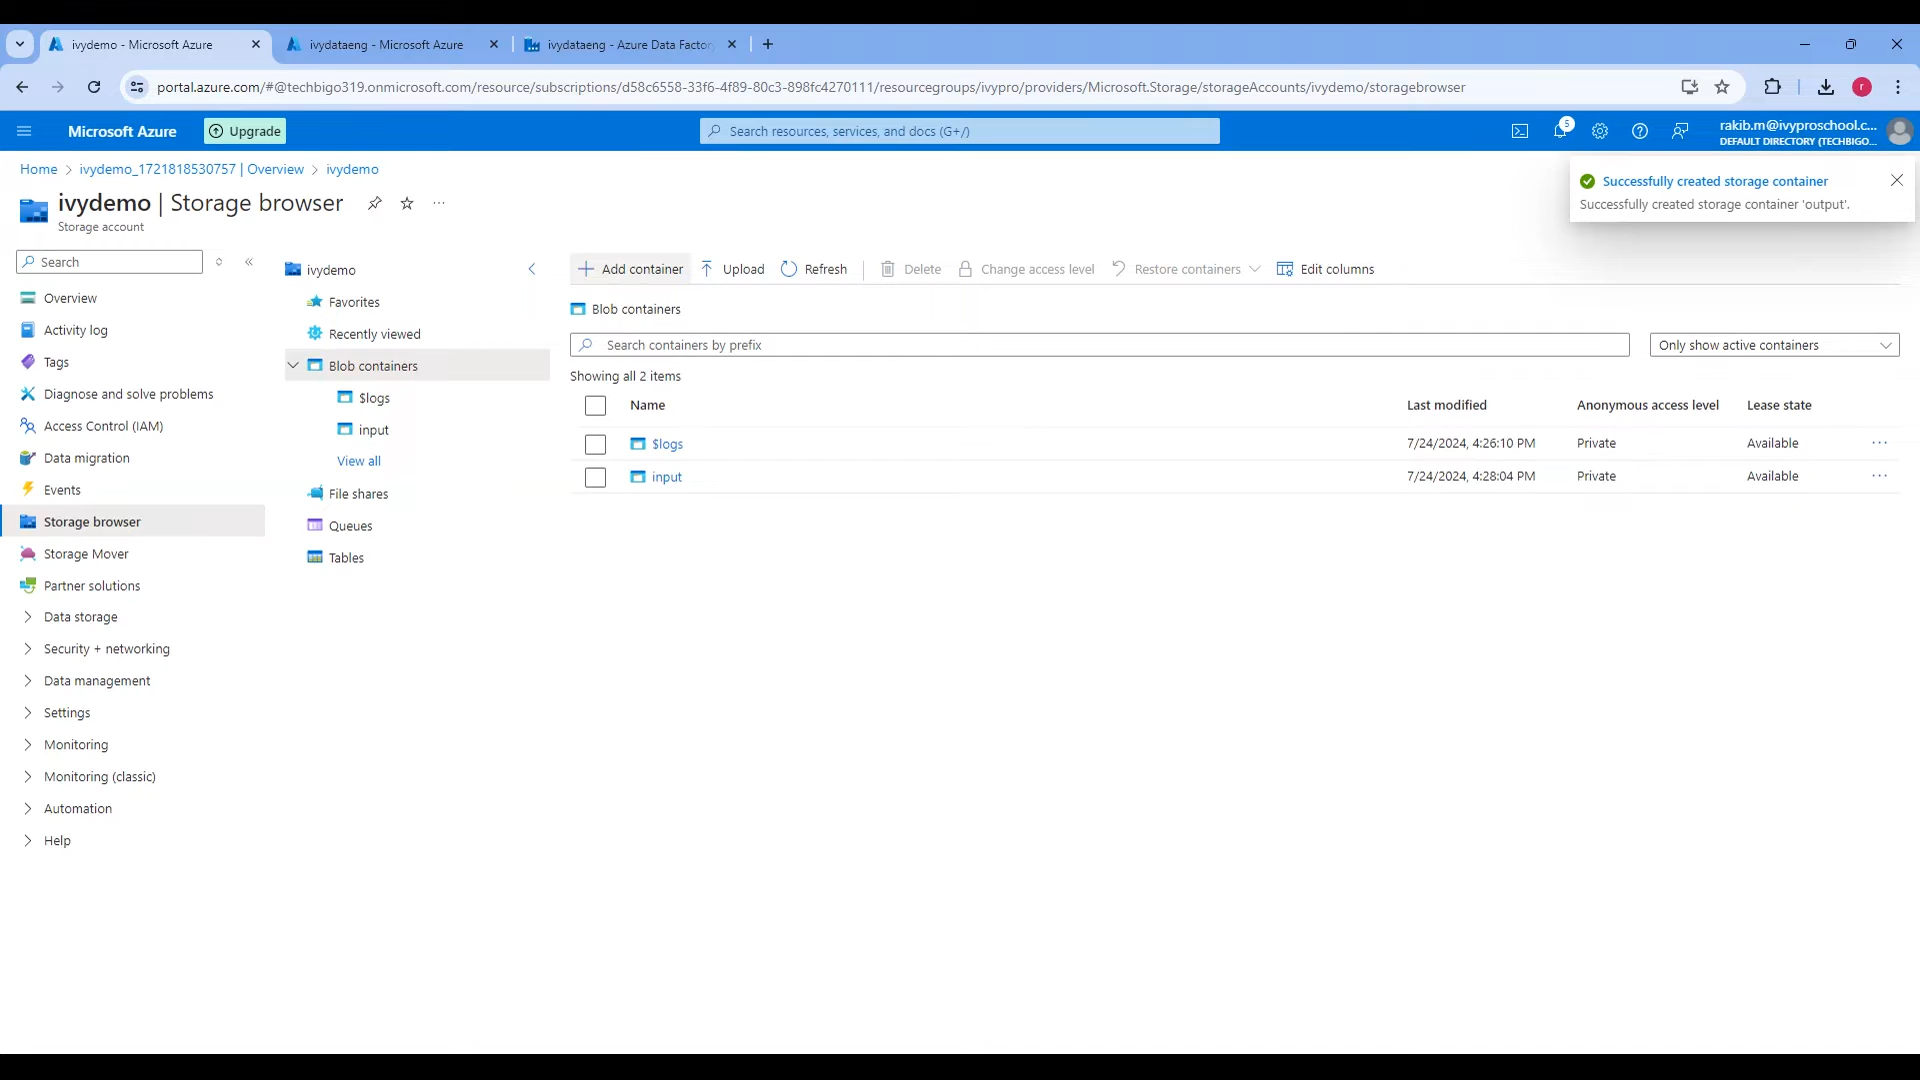 ivydemo - Microsoft Azure
ivydataeng - Microsoft Azure
ivydataeng - Azure Data Factor
portal.azure.com/#@techbigo319.onmicrosoft.com/resource/subscriptions/d58c6558-33f6-4f89-80c3-898fc4270111/resourcegroups/ivypro/providers/Microsoft.Storage/storageAccounts/ivydemo/storagebrowser
r
Microsoft Azure
Upgrade
Search resources, services, and docs (G+/)
5
rakib.m@ivyproschool.c...
DEFAULT DIRECTORY (TECHBIGO...
Home > ivydemo_1721818530757 | Overview > ivydemo
Successfully created storage container
Successfully created storage container 'output'.
ivydemo | Storage browser
Storage account
Search
Overview
Activity log
Tags
Diagnose and solve problems
Access Control (IAM)
Data migration
Events
Storage browser
Storage Mover
Partner solutions
Data storage
Security + networking
Data management
Settings
Monitoring
Monitoring (classic)
Automation
Help
ivydemo
Favorites
Recently viewed
Blob containers
$logs
input
View all
File shares
Queues
Tables
Add container Upload Refresh Delete Change access level Restore containers Edit columns
Blob containers
Search containers by prefix
Only show active containers
Showing all 2 items
Name Last modified Anonymous access level Lease state
$logs 7/24/2024, 4:26:10 PM Private Available
input 7/24/2024, 4:28:04 PM Private Available